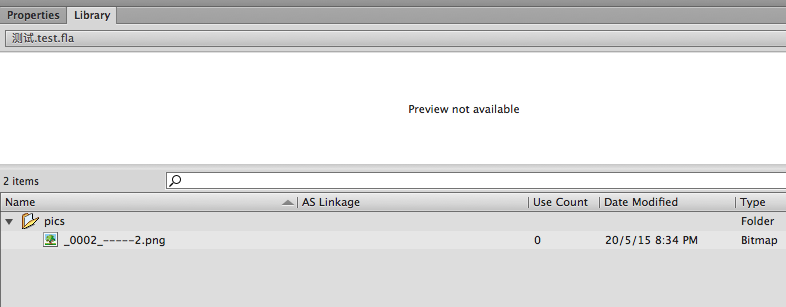 Properties Library
测试.test.fla
Preview not available
2 items
Name AS Linkage Use Count Date Modified Type
pics Folder
_0002_-----2.png 0 20/5/15 8:34 PM Bitmap